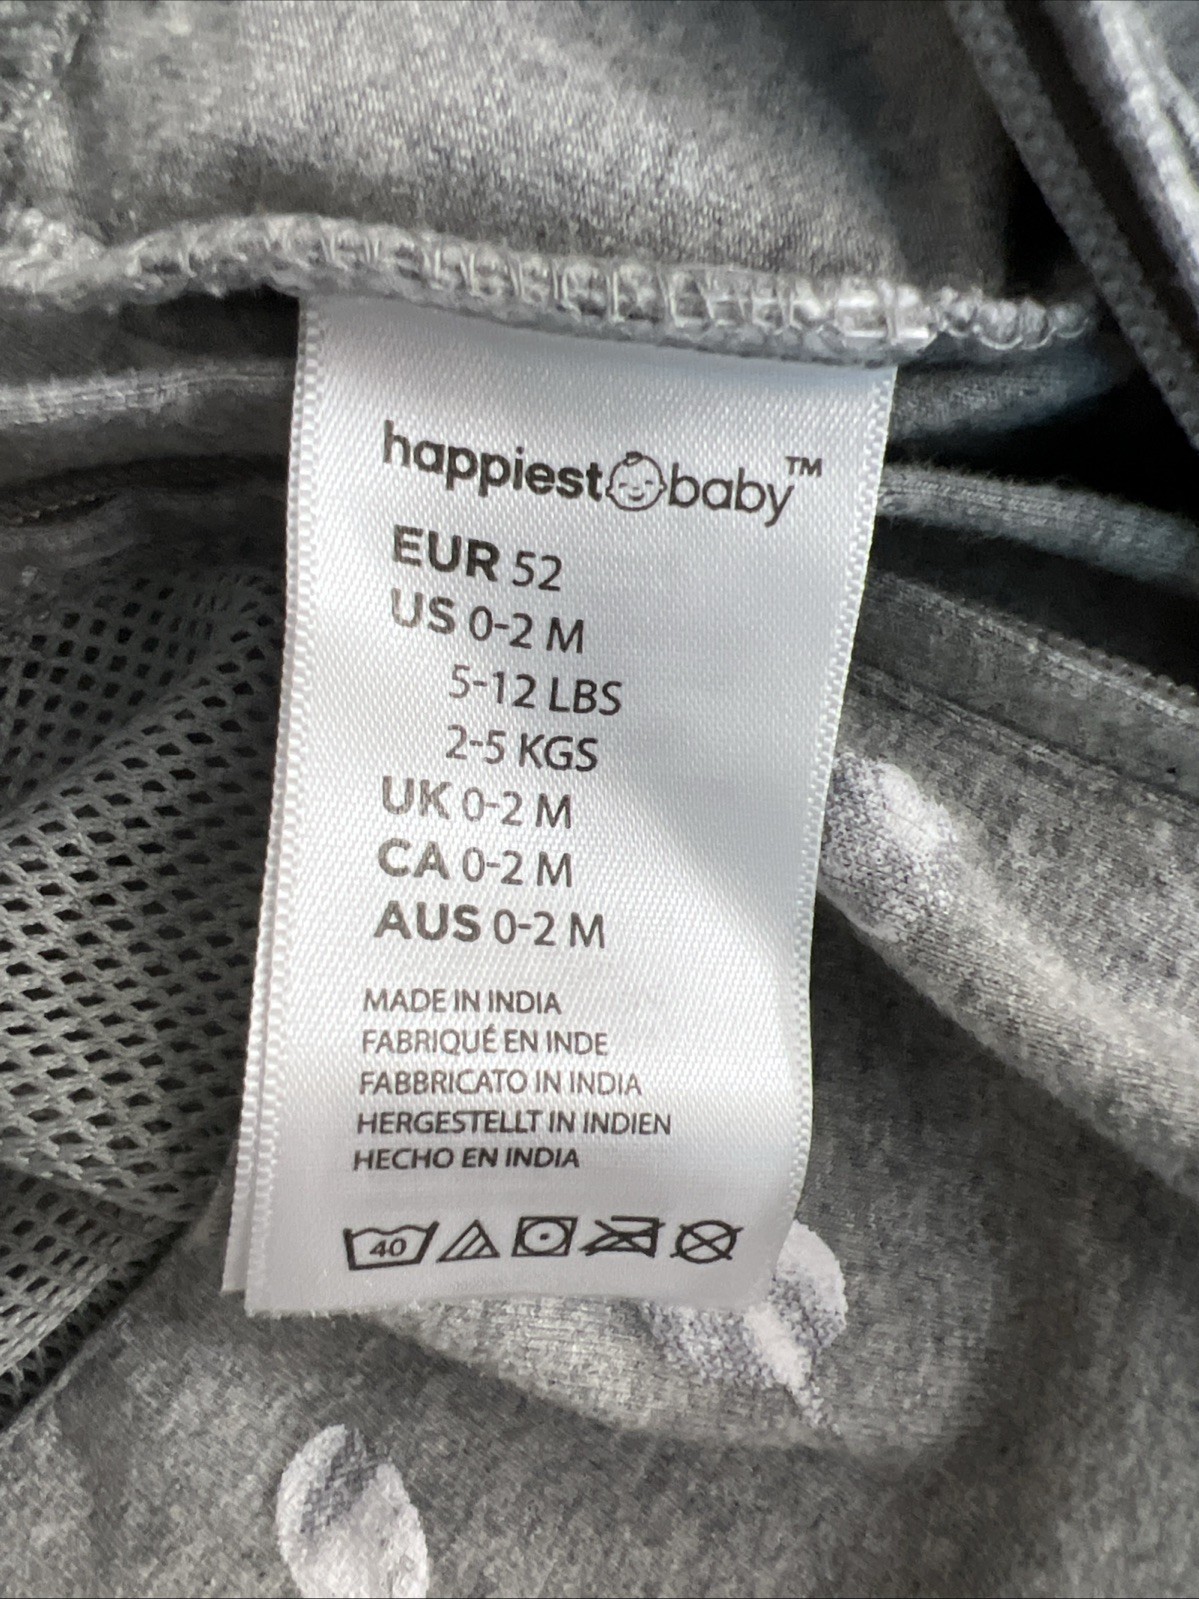 happiest baby™
EUR 52
US 0-2 M
5-12 LBS
2-5 KGS
UK 0-2 M
CA 0-2 M
AUS 0-2 M
MADE IN INDIA
FABRIQUÉ EN INDE
FABBRICATO IN INDIA
HERGESTELLT IN INDIEN
HECHO EN INDIA
40